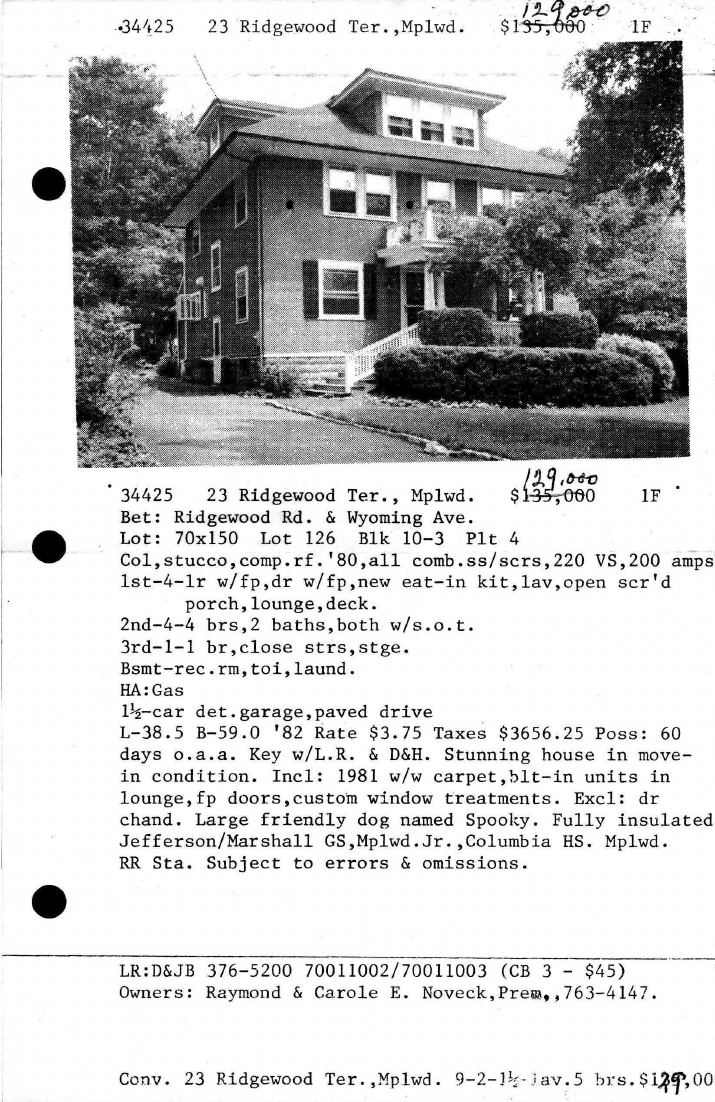 129,000
34425 23 Ridgewood Ter.,Mplwd. $135,000 1F
129,000
34425 23 Ridgewood Ter., Mplwd. $135,000 1F
Bet: Ridgewood Rd. & Wyoming Ave.
Lot: 70x150 Lot 126 Blk 10-3 Plt 4
Col,stucco,comp.rf.'80,all comb.ss/scrs,220 VS,200 amps
1st-4-lr w/fp,dr w/fp,new eat-in kit,lav,open scr'd
porch,lounge,deck.
2nd-4-4 brs,2 baths,both w/s.o.t.
3rd-1-1 br,close strs,stge.
Bsmt-rec.rm,toi,laund.
HA:Gas
1½-car det.garage,paved drive
L-38.5 B-59.0 '82 Rate $3.75 Taxes $3656.25 Poss: 60
days o.a.a. Key w/L.R. & D&H. Stunning house in move-
in condition. Incl: 1981 w/w carpet,blt-in units in
lounge,fp doors,custom window treatments. Excl: dr
chand. Large friendly dog named Spooky. Fully insulated
Jefferson/Marshall GS,Mplwd.Jr.,Columbia HS. Mplwd.
RR Sta. Subject to errors & omissions.
LR:D&JB 376-5200 70011002/70011003 (CB 3 - $45)
Owners: Raymond & Carole E. Noveck,Prem,,763-4147.
Conv. 23 Ridgewood Ter.,Mplwd. 9-2-1½-lav.5 brs.$129,00